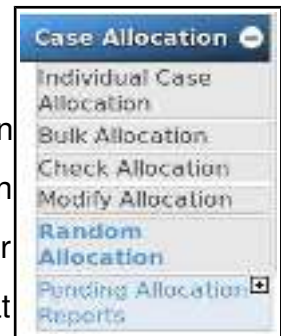 Case Allocation
Individual Case
Allocation
Bulk Allocation
Check Allocation
Modify Allocation
Random
Allocation
Pending Allocation
Reports
n
n
r
t